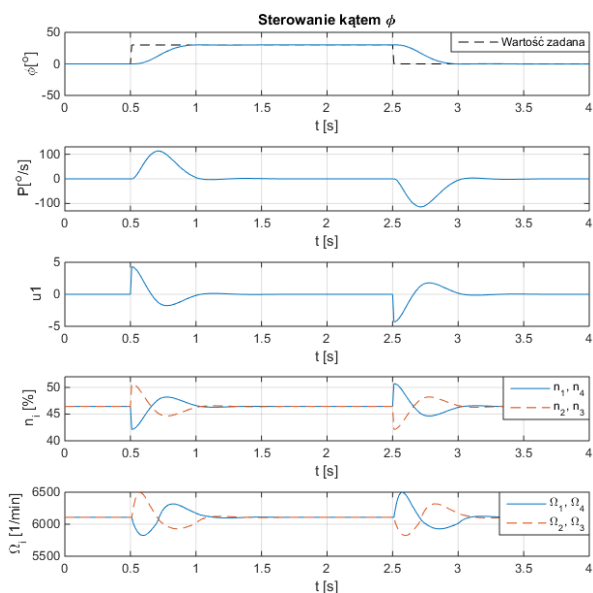 Sterowanie kątem ϕ
50
0
-50
ϕ[°]
Wartość zadana
0 0.5 1 1.5 2 2.5 3 3.5 4
t [s]
100
0
-100
P[°/s]
0 0.5 1 1.5 2 2.5 3 3.5 4
t [s]
5
0
-5
u1
0 0.5 1 1.5 2 2.5 3 3.5 4
t [s]
50
45
40
n_i [%]
n_1, n_4
n_2, n_3
0 0.5 1 1.5 2 2.5 3 3.5 4
t [s]
6500
6000
5500
Ω_i [1/min]
Ω_1, Ω_4
Ω_2, Ω_3
0 0.5 1 1.5 2 2.5 3 3.5 4
t [s]